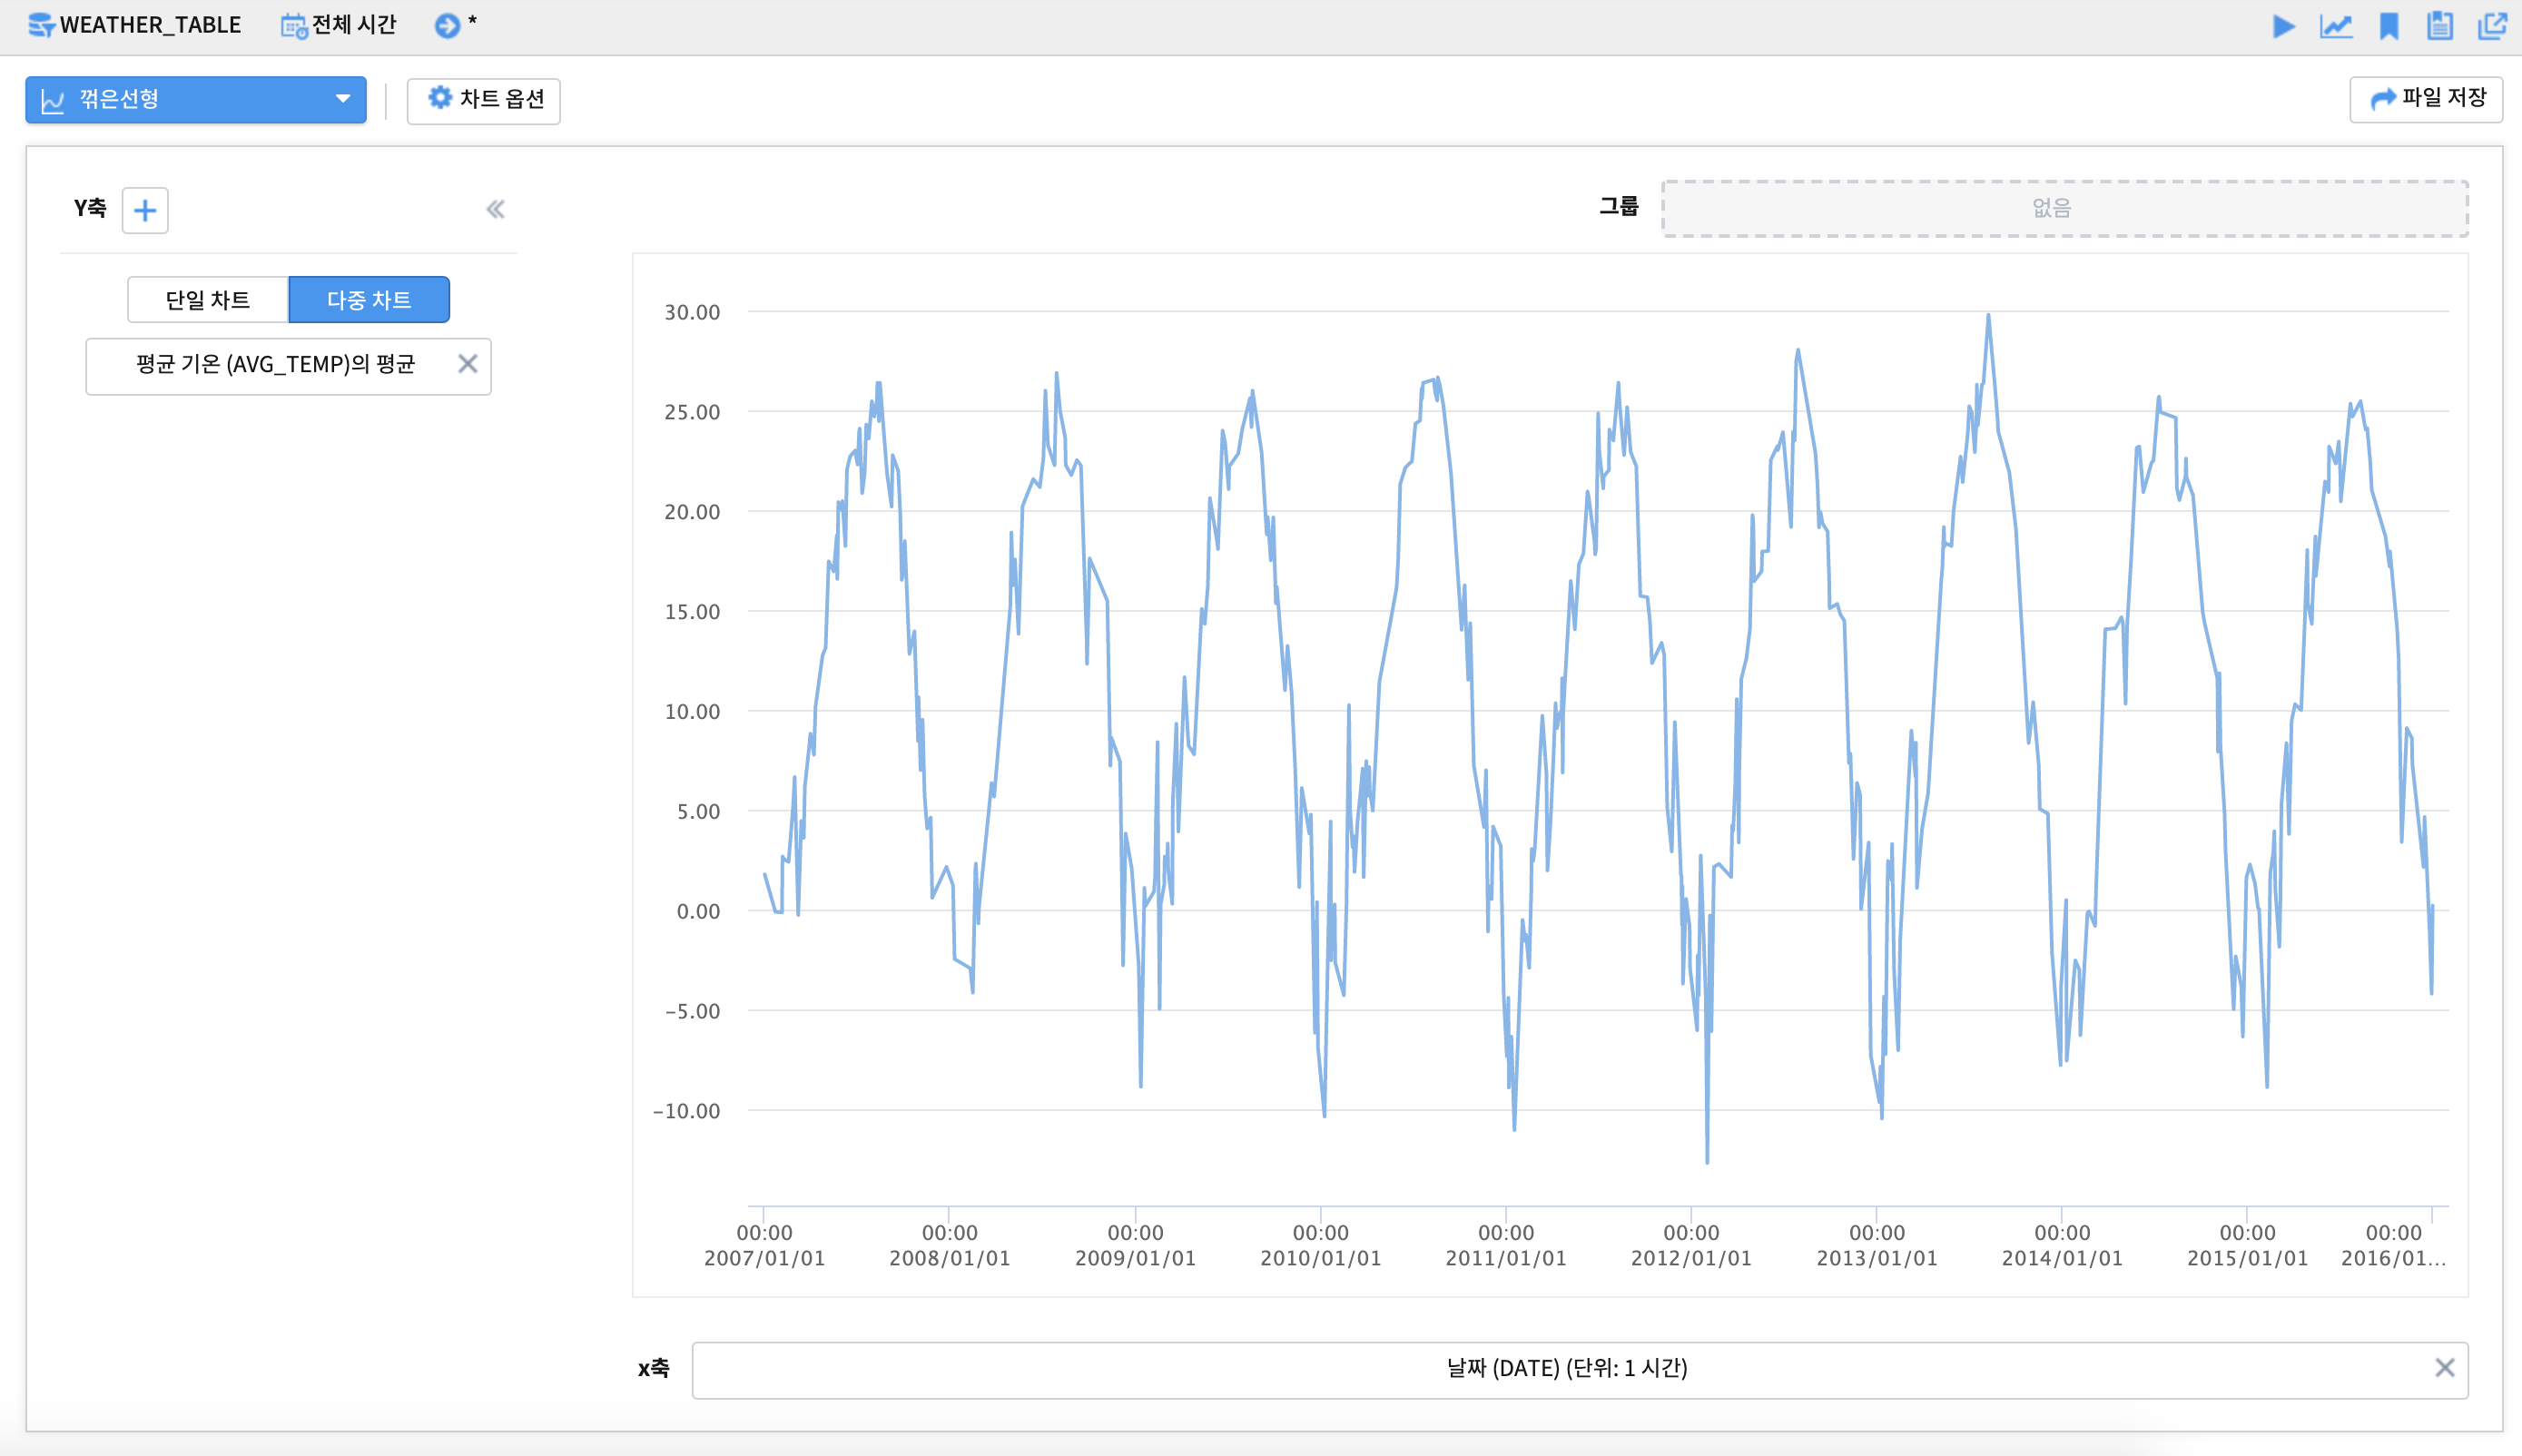 WEATHER_TABLE 전체 시간 *
꺾은선형 차트 옵션 파일 저장
Y축 그룹 없음
단일 차트 다중 차트
평균 기온 (AVG_TEMP)의 평균
30.00
25.00
20.00
15.00
10.00
5.00
0.00
−5.00
−10.00
00:00 00:00 00:00 00:00 00:00 00:00 00:00 00:00 00:00 00:00
2007/01/01 2008/01/01 2009/01/01 2010/01/01 2011/01/01 2012/01/01 2013/01/01 2014/01/01 2015/01/01 2016/01...
x축 날짜 (DATE) (단위: 1 시간)